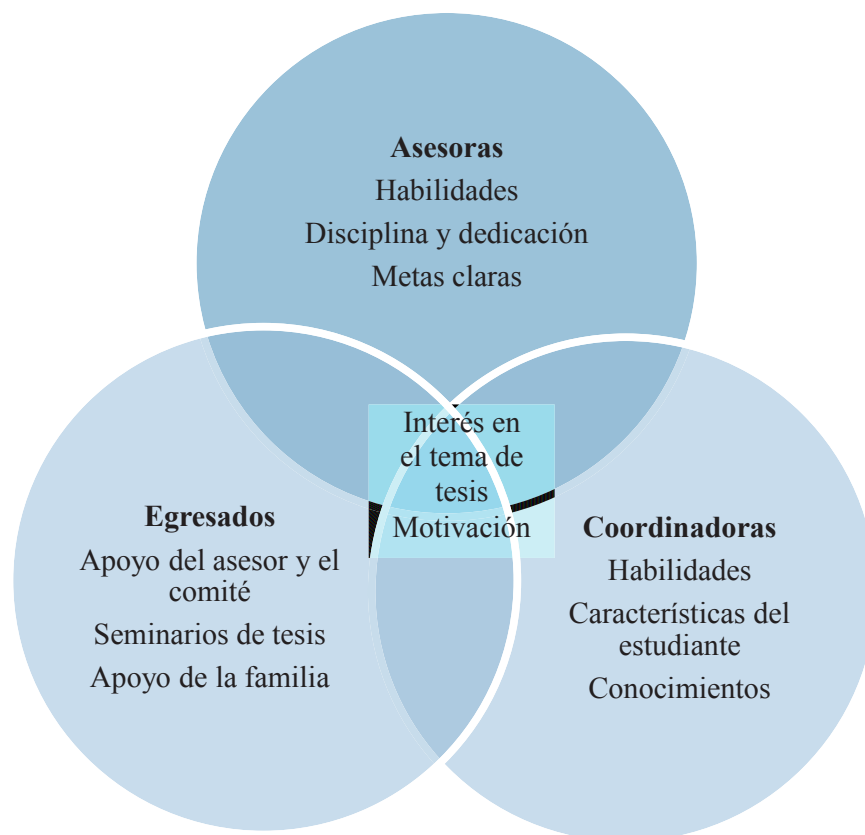 Asesoras
Habilidades
Disciplina y dedicación
Metas claras
Interés en
el tema de
tesis
Motivación
Egresados
Apoyo del asesor y el
comité
Seminarios de tesis
Apoyo de la familia
Coordinadoras
Habilidades
Características del
estudiante
Conocimientos